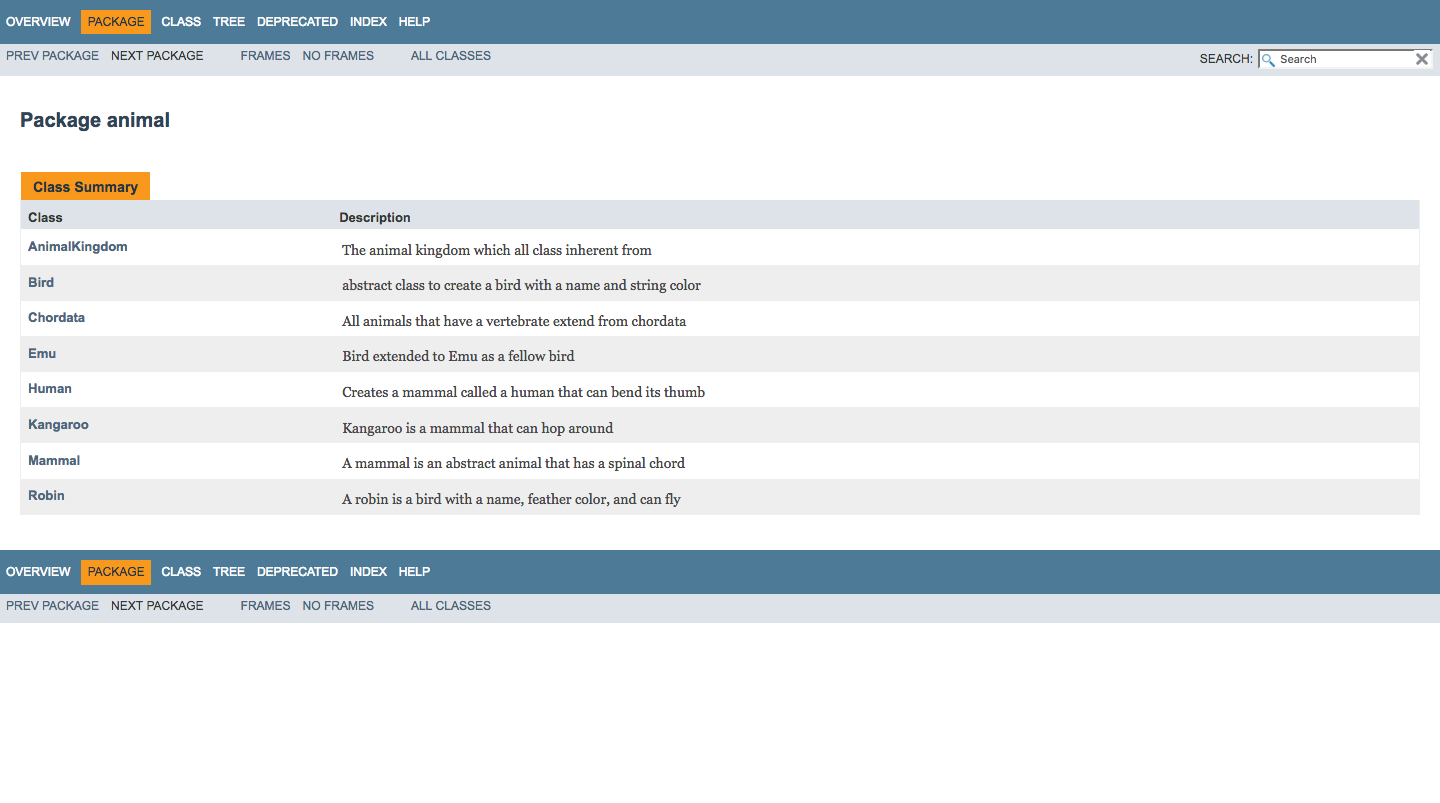 OVERVIEW PACKAGE CLASS TREE DEPRECATED INDEX HELP
PREV PACKAGE NEXT PACKAGE FRAMES NO FRAMES ALL CLASSES SEARCH: Search
Package animal
Class Summary
Class Description
AnimalKingdom The animal kingdom which all class inherent from
Bird abstract class to create a bird with a name and string color
Chordata All animals that have a vertebrate extend from chordata
Emu Bird extended to Emu as a fellow bird
Human Creates a mammal called a human that can bend its thumb
Kangaroo Kangaroo is a mammal that can hop around
Mammal A mammal is an abstract animal that has a spinal chord
Robin A robin is a bird with a name, feather color, and can fly
OVERVIEW PACKAGE CLASS TREE DEPRECATED INDEX HELP
PREV PACKAGE NEXT PACKAGE FRAMES NO FRAMES ALL CLASSES